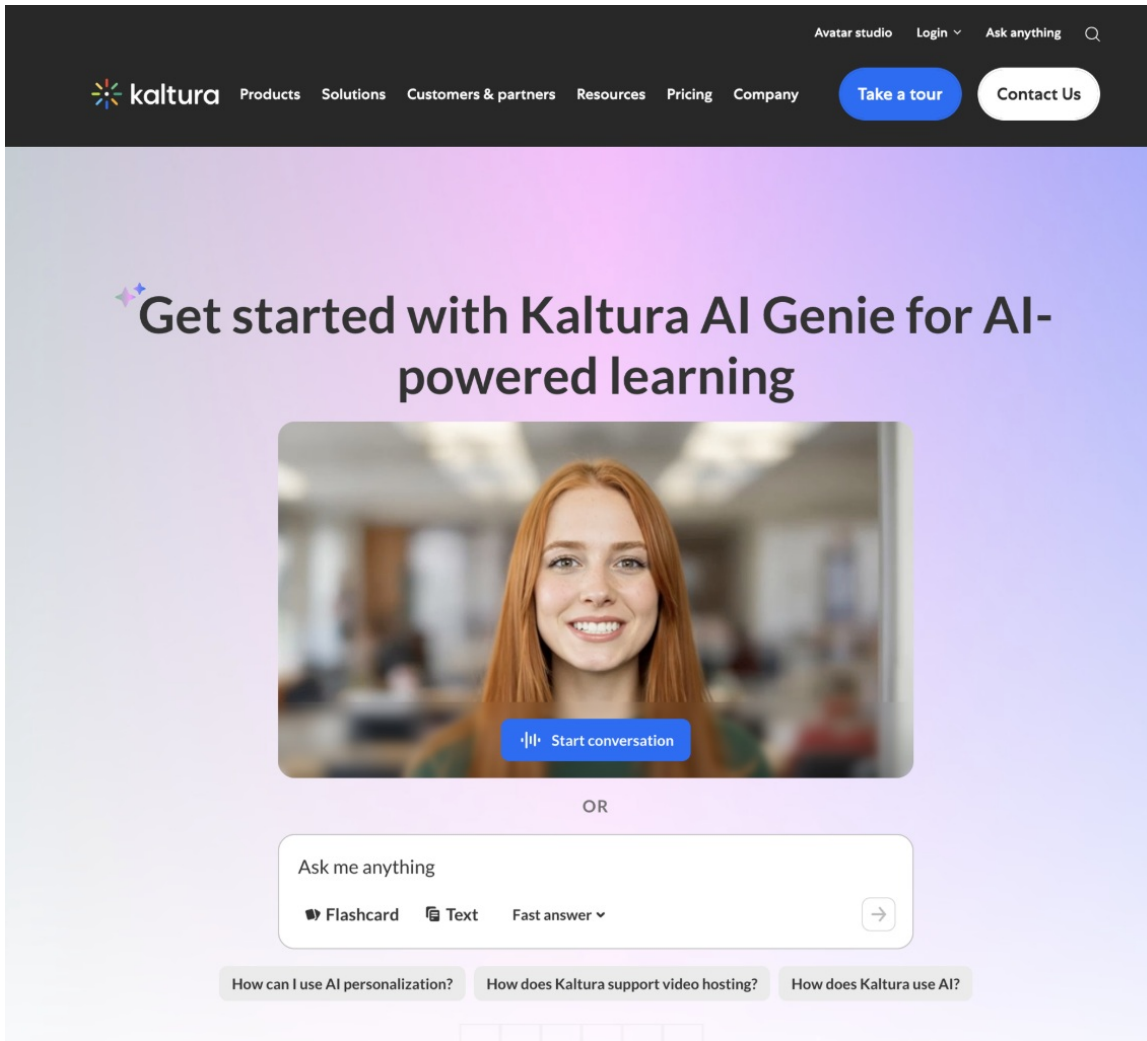 Avatar studio Login Ask anything
kaltura Products Solutions Customers & partners Resources Pricing Company Take a tour Contact Us
Get started with Kaltura AI Genie for AI-
powered learning
Start conversation
OR
Ask me anything
Flashcard Text Fast answer
How can I use AI personalization? How does Kaltura support video hosting? How does Kaltura use AI?